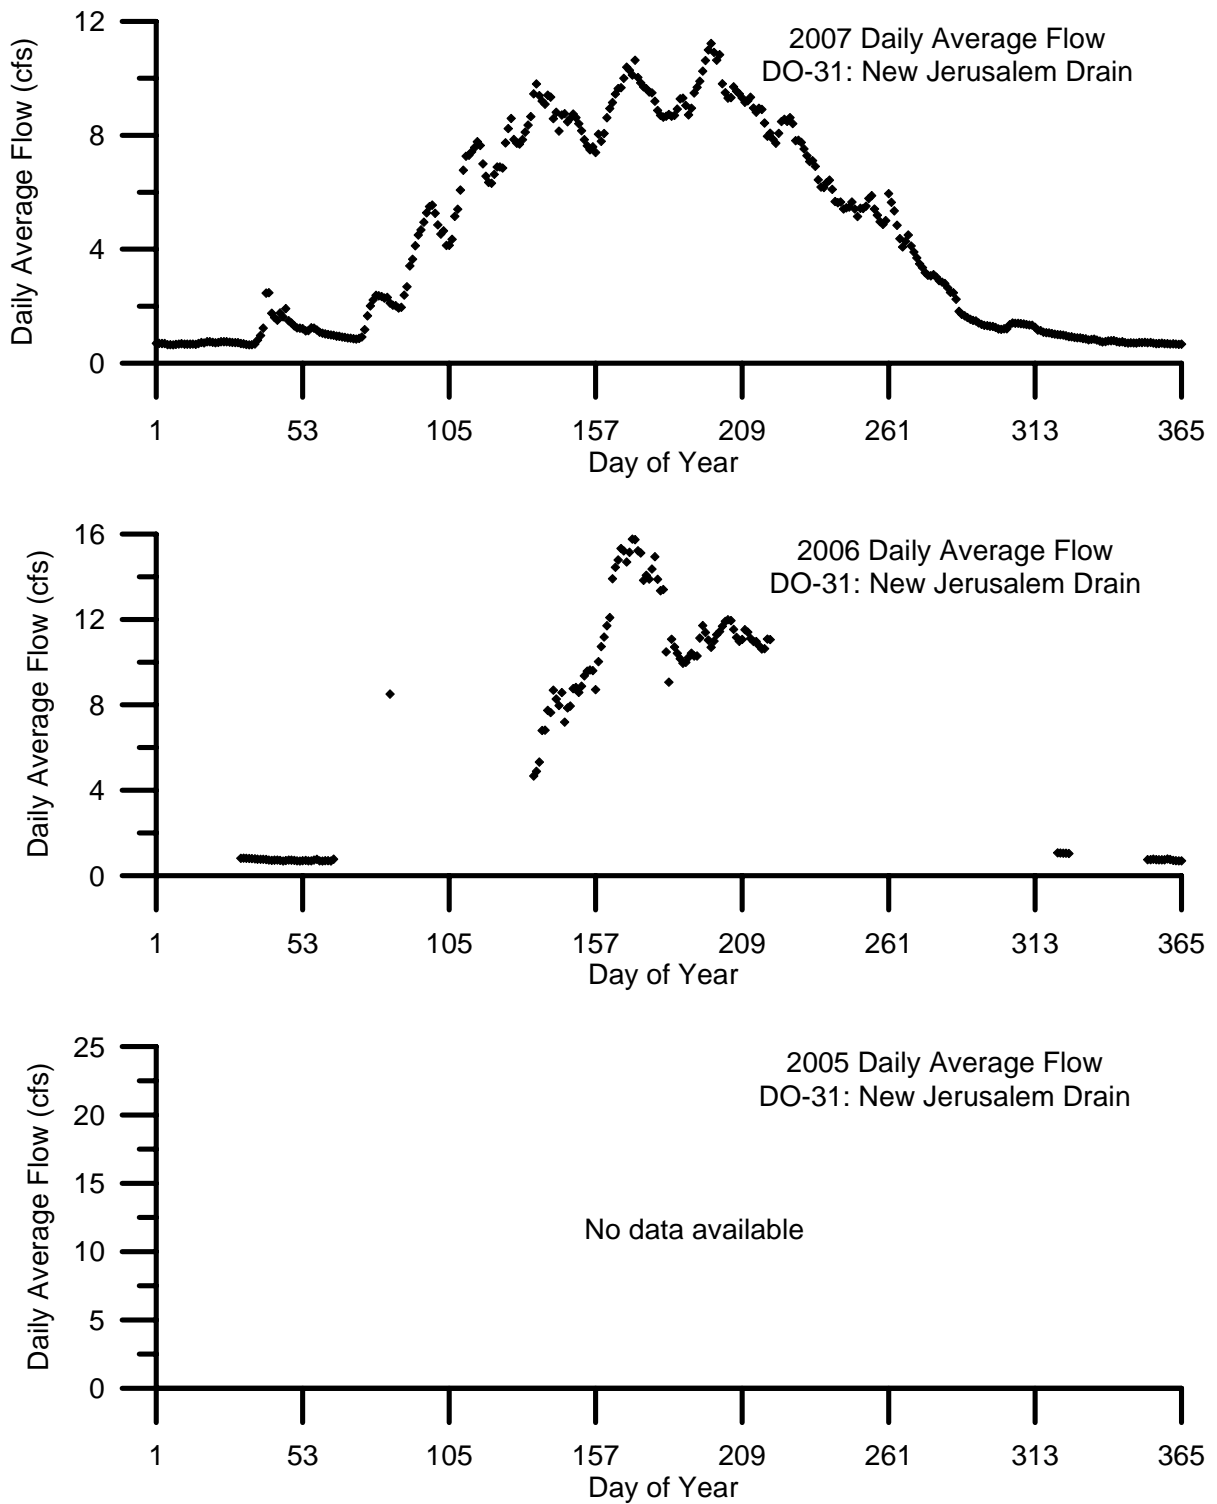 2007 Daily Average Flow
DO-31: New Jerusalem Drain
Daily Average Flow (cfs)
12
8
4
0
1 53 105 157 209 261 313 365
Day of Year
2006 Daily Average Flow
DO-31: New Jerusalem Drain
Daily Average Flow (cfs)
16
12
8
4
0
1 53 105 157 209 261 313 365
Day of Year
2005 Daily Average Flow
DO-31: New Jerusalem Drain
Daily Average Flow (cfs)
25
20
15
10
5
0
No data available
1 53 105 157 209 261 313 365
Day of Year